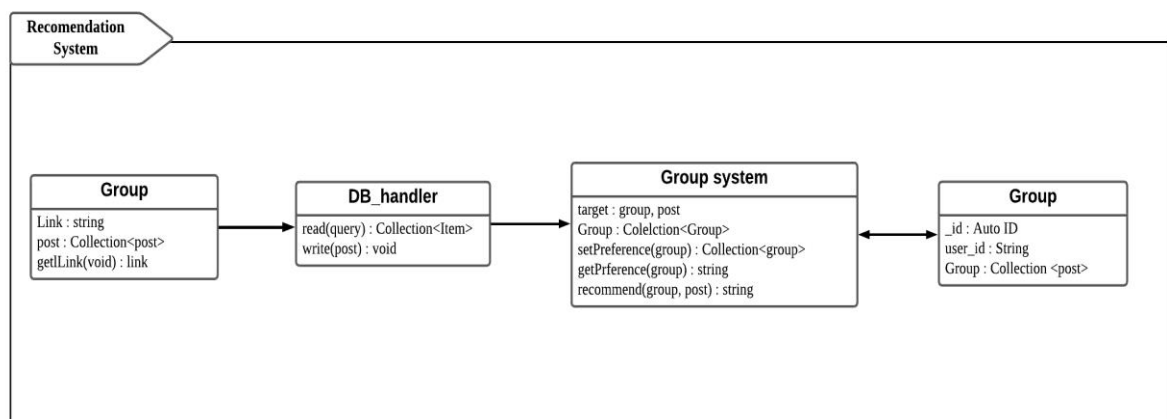 Recomendation
System
Group
Link : string
post : Collection<post>
getlLink(void) : link
DB_handler
read(query) : Collection<Item>
write(post) : void
Group system
target : group, post
Group : Colelction<Group>
setPreference(group) : Collection<group>
getPrference(group) : string
recommend(group, post) : string
Group
_id : Auto ID
user_id : String
Group : Collection <post>